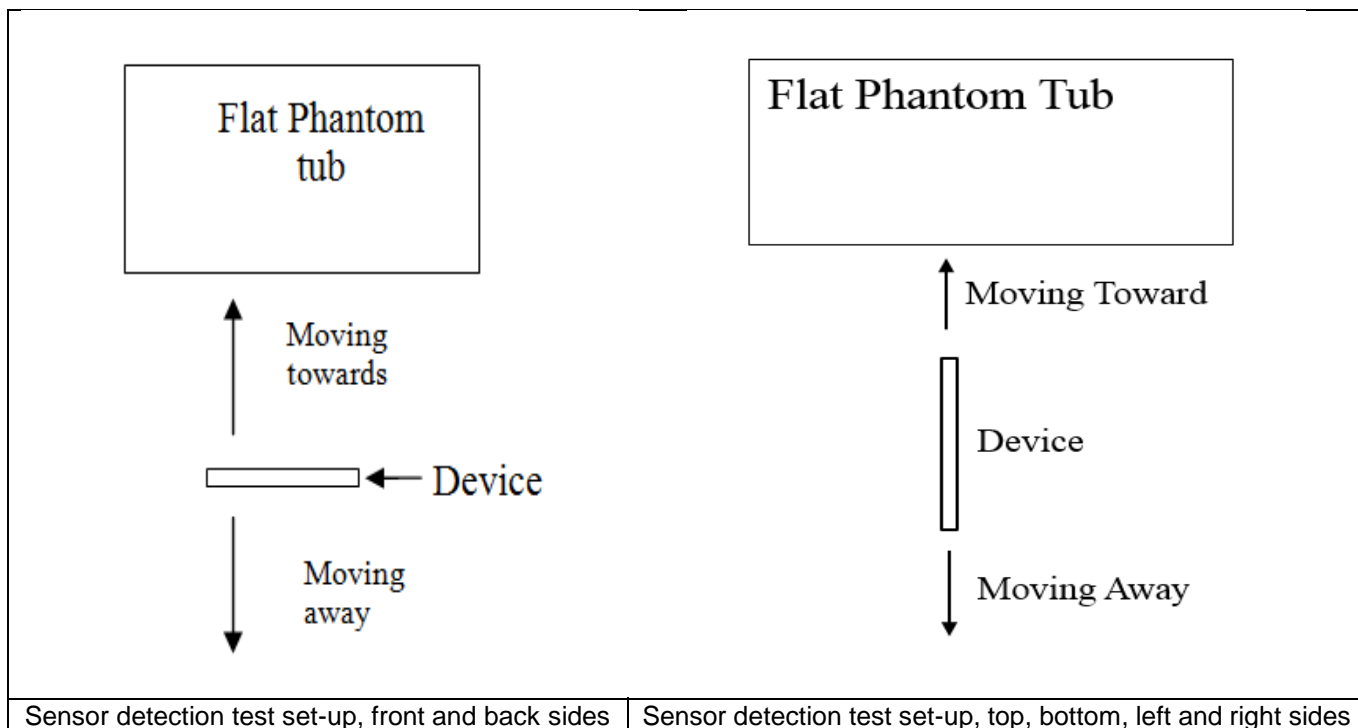 Flat Phantom
tub
Moving
towards
Device
Moving
away
Sensor detection test set-up, front and back sides
Flat Phantom Tub
Moving Toward
Device
Moving Away
Sensor detection test set-up, top, bottom, left and right sides